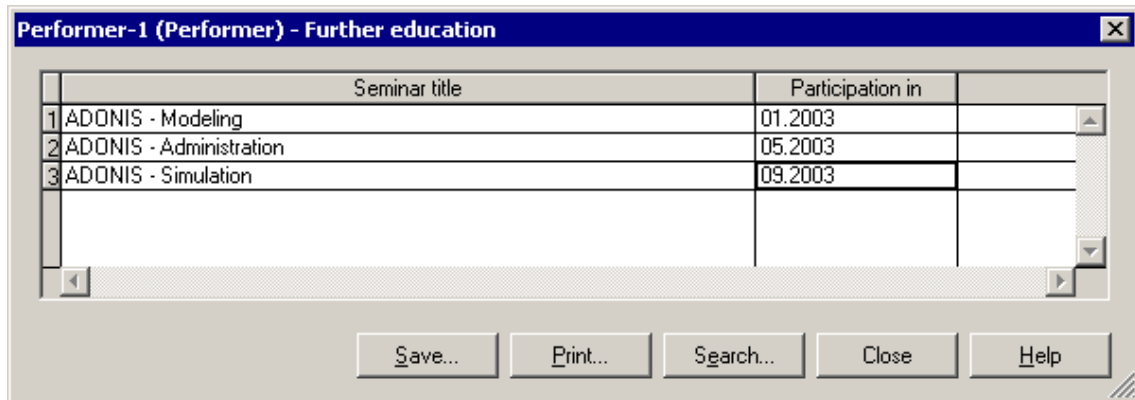 Performer-1 (Performer) - Further education
Seminar title Participation in
1 ADONIS - Modeling 01.2003
2 ADONIS - Administration 05.2003
3 ADONIS - Simulation 09.2003
Save... Print... Search... Close Help